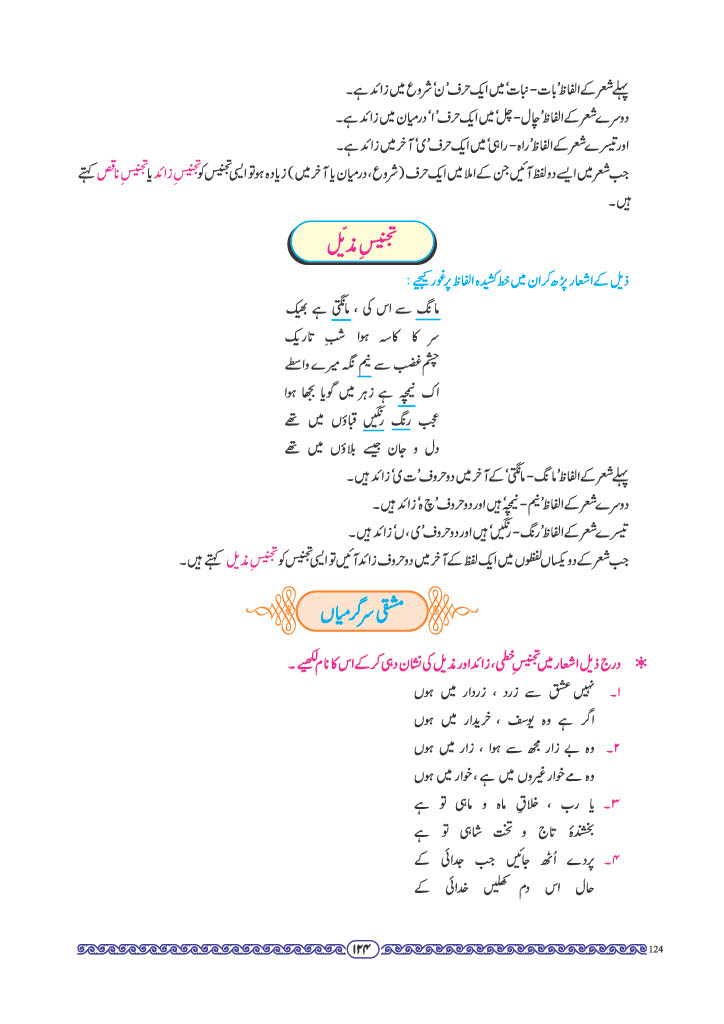 پہلے شعر کے الفاظ ’بات - نبات‘ میں ایک حرف ’ن‘ شروع میں زائد ہے۔
دوسرے شعر کے الفاظ ’چال - چل‘ میں ایک حرف ’ا‘ درمیان میں زائد ہے۔
اور تیسرے شعر کے الفاظ ’راہ - راہی‘ میں ایک حرف ’ی‘ آخر میں زائد ہے۔
جب شعر میں ایسے دو لفظ آئیں جن کے املا میں ایک حرف (شروع، درمیان یا آخر میں) زیادہ ہو تو ایسی تجنیس کو تجنیسِ زائد یا تجنیسِ ناقص کہتے
ہیں۔
تجنیسِ مذیّل
ذیل کے اشعار پڑھ کر ان میں خط کشیدہ الفاظ پر غور کیجیے :
مانگ سے اس کی ، مانگتی ہے بھیک
سر کا کاسہ ہوا شبِ تاریک
چشمِ غضب سے نیم نگہ میرے واسطے
اک نیمچہ ہے زہر میں گویا بجھا ہوا
عجب رنگ رنگیں قباؤں میں تھے
دل و جان جیسے بلاؤں میں تھے
پہلے شعر کے الفاظ ’مانگ - مانگتی‘ کے آخر میں دو حروف ’ت ی‘ زائد ہیں۔
دوسرے شعر کے الفاظ ’نیم - نیمچہ‘ ہیں اور دو حروف ’چ ہ‘ زائد ہیں۔
تیسرے شعر کے الفاظ ’رنگ - رنگیں‘ ہیں اور دو حروف ’ی ، ں‘ زائد ہیں۔
جب شعر کے دو یکساں لفظوں میں ایک لفظ کے آخر میں دو حروف زائد آئیں تو ایسی تجنیس کو تجنیسِ مذیل کہتے ہیں۔
مشقی سرگرمیاں
* درج ذیل اشعار میں تجنیسِ خطی، زائد اور مذیل کی نشان دہی کر کے اس کا نام لکھیے ۔
۱۔ نہیں عشق سے زرد ، زردار میں ہوں
اگر ہے وہ یوسف ، خریدار میں ہوں
۲۔ وہ بے زار مجھ سے ہوا ، زار میں ہوں
وہ مے خوار غیروں میں ہے ، خوار میں ہوں
۳۔ یا رب ، خلاقِ ماہ و ماہی تو ہے
بخشندۂ تاج و تخت شاہی تو ہے
۴۔ پردے اُٹھ جائیں جب جدائی کے
حال اس دم کھلیں خدائی کے
۱۲۴
124